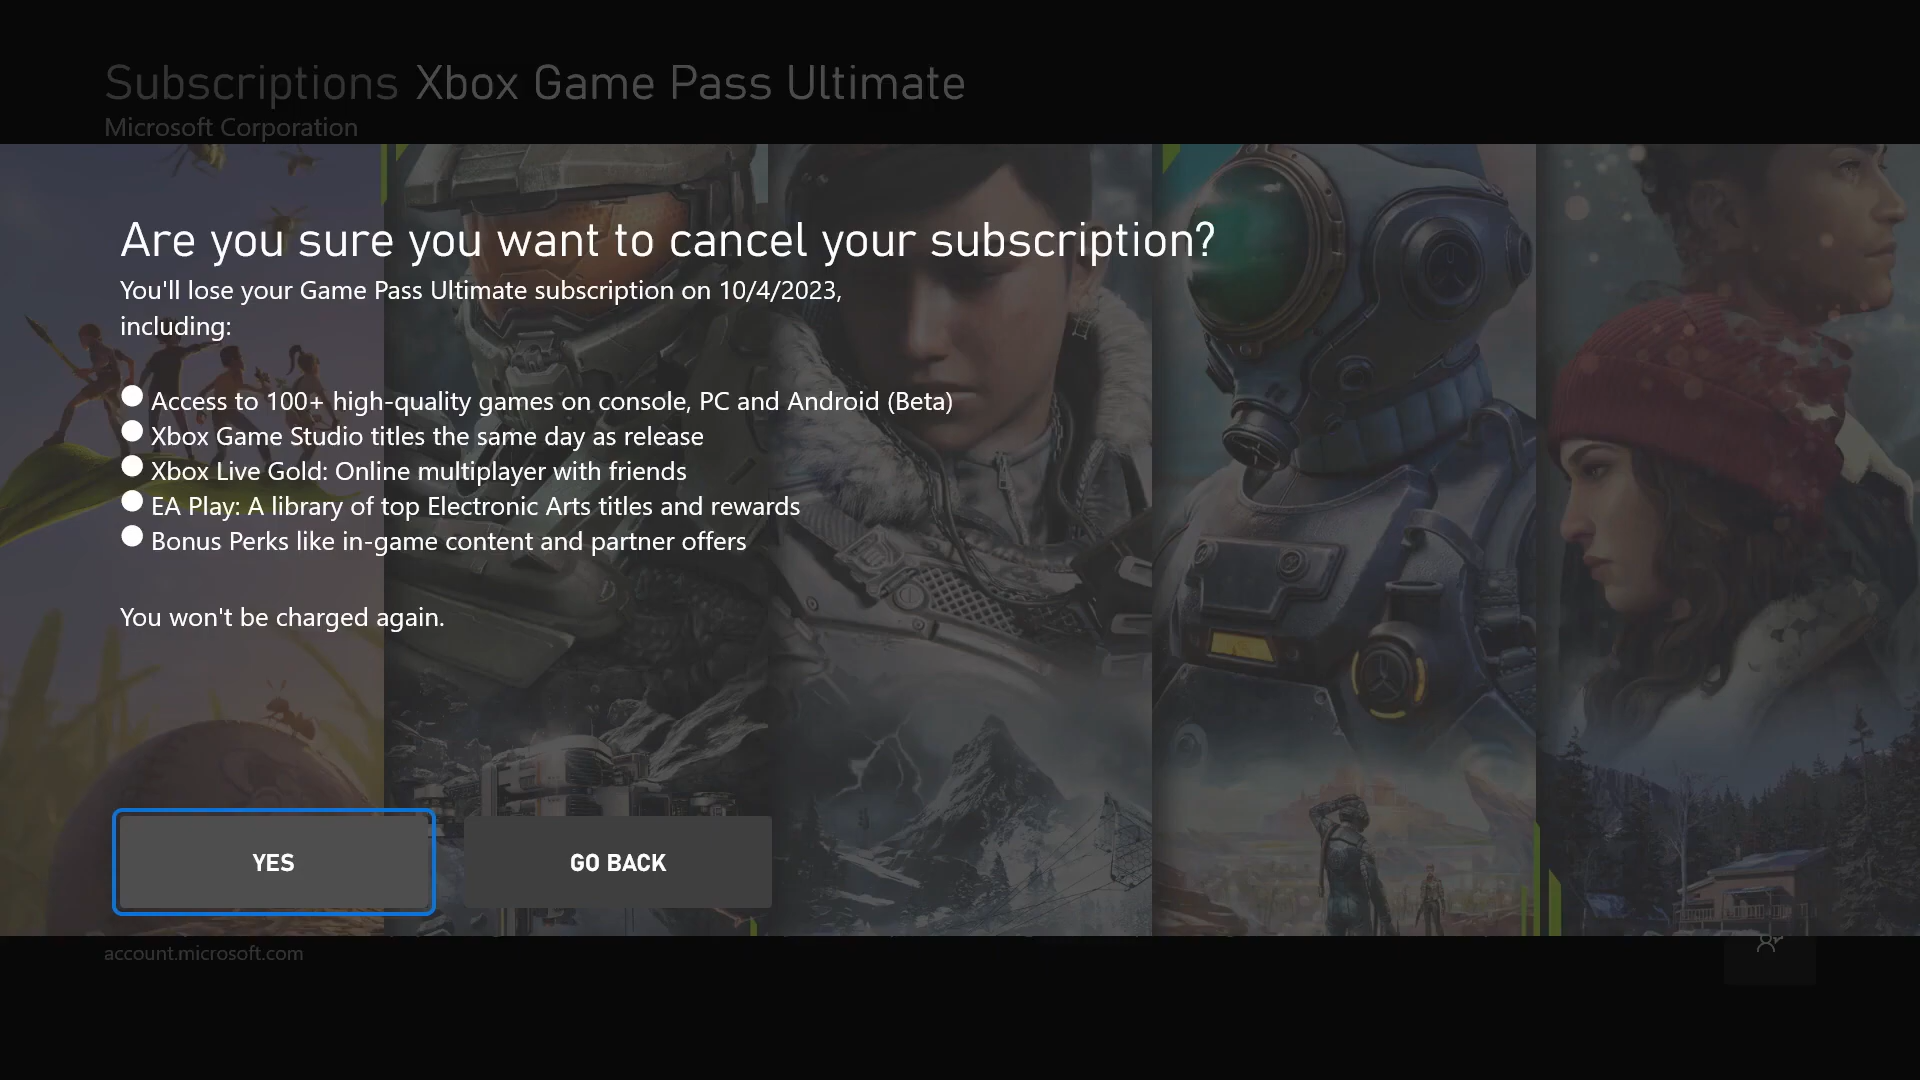 Subscriptions Xbox Game Pass Ultimate
Microsoft Corporation
Are you sure you want to cancel your subscription?
You'll lose your Game Pass Ultimate subscription on 10/4/2023,
including:
Access to 100+ high-quality games on console, PC and Android (Beta)
Xbox Game Studio titles the same day as release
Xbox Live Gold: Online multiplayer with friends
EA Play: A library of top Electronic Arts titles and rewards
Bonus Perks like in-game content and partner offers
You won't be charged again.
YES
GO BACK
account.microsoft.com